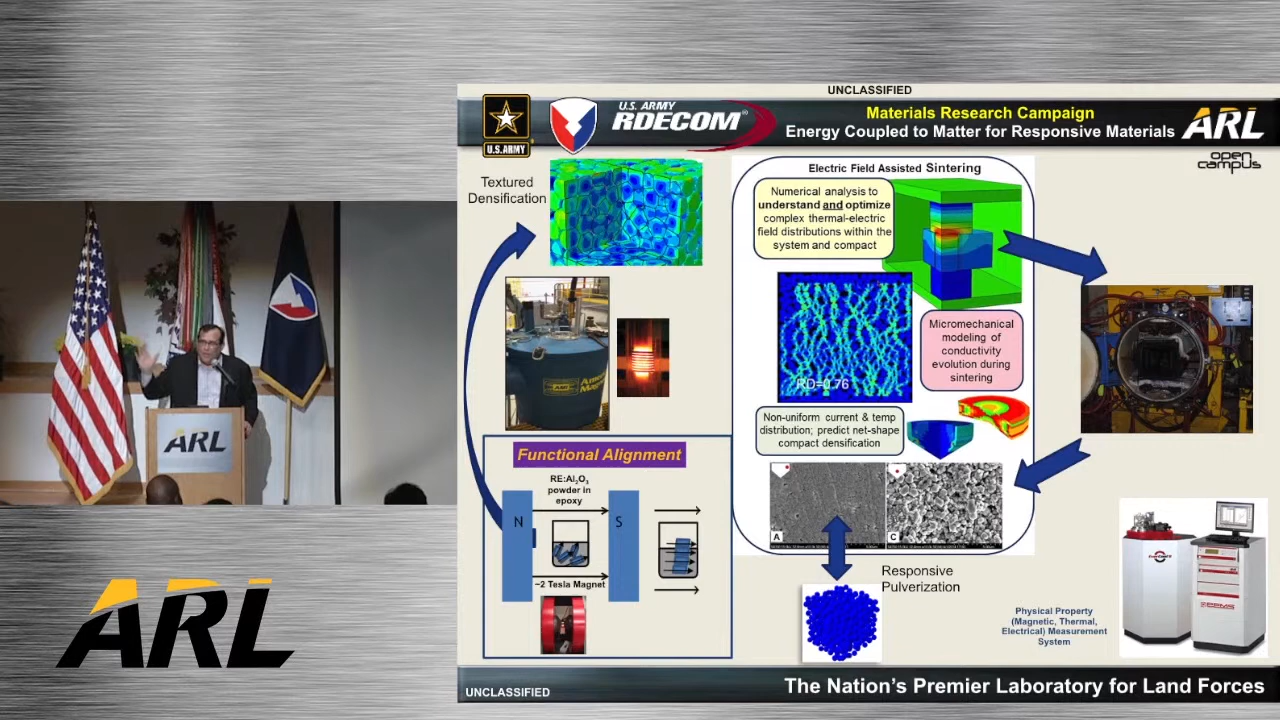 UNCLASSIFIED
U.S. ARMY
U.S. ARMY
RDECOM®
Materials Research Campaign
Energy Coupled to Matter for Responsive Materials
ARL
open
campus
Textured
Densification
Electric Field Assisted Sintering
Numerical analysis to
understand and optimize
complex thermal-electric
field distributions within the
system and compact
RD=0.76
Micromechanical
modeling of
conductivity
evolution during
sintering
Non-uniform current & temp
distribution; predict net-shape
compact densification
A
C
Functional Alignment
RE:Al₂O₃
powder in
epoxy
N
S
~2 Tesla Magnet
Responsive
Pulverization
Physical Property
(Magnetic, Thermal,
Electrical) Measurement
System
UNCLASSIFIED
The Nation's Premier Laboratory for Land Forces
ARL
ARL